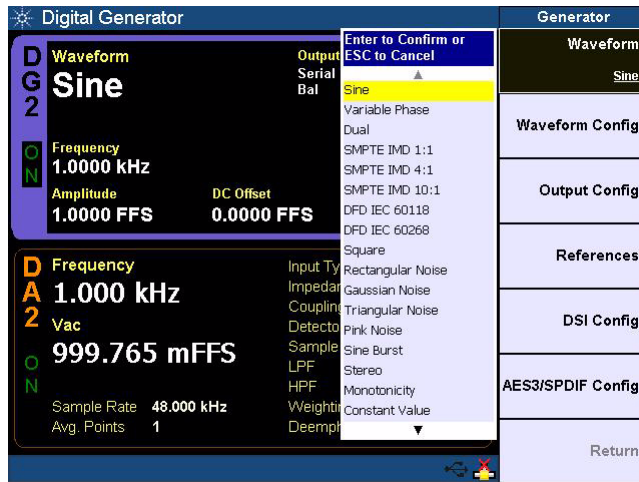 Digital Generator
Generator
DG2
ON
Waveform
Sine
Output
Serial
Bal
Frequency
1.0000 kHz
Amplitude
1.0000 FFS
DC Offset
0.0000 FFS
DA2
ON
Frequency
1.000 kHz
Vac
999.765 mFFS
Sample Rate 48.000 kHz
Avg. Points 1
Input Ty
Impedan
Coupling
Detecto
Sample
LPF
HPF
Weightin
Deemph
Enter to Confirm or
ESC to Cancel
Sine
Variable Phase
Dual
SMPTE IMD 1:1
SMPTE IMD 4:1
SMPTE IMD 10:1
DFD IEC 60118
DFD IEC 60268
Square
Rectangular Noise
Gaussian Noise
Triangular Noise
Pink Noise
Sine Burst
Stereo
Monotonicity
Constant Value
Waveform
Sine
Waveform Config
Output Config
References
DSI Config
AES3/SPDIF Config
Return